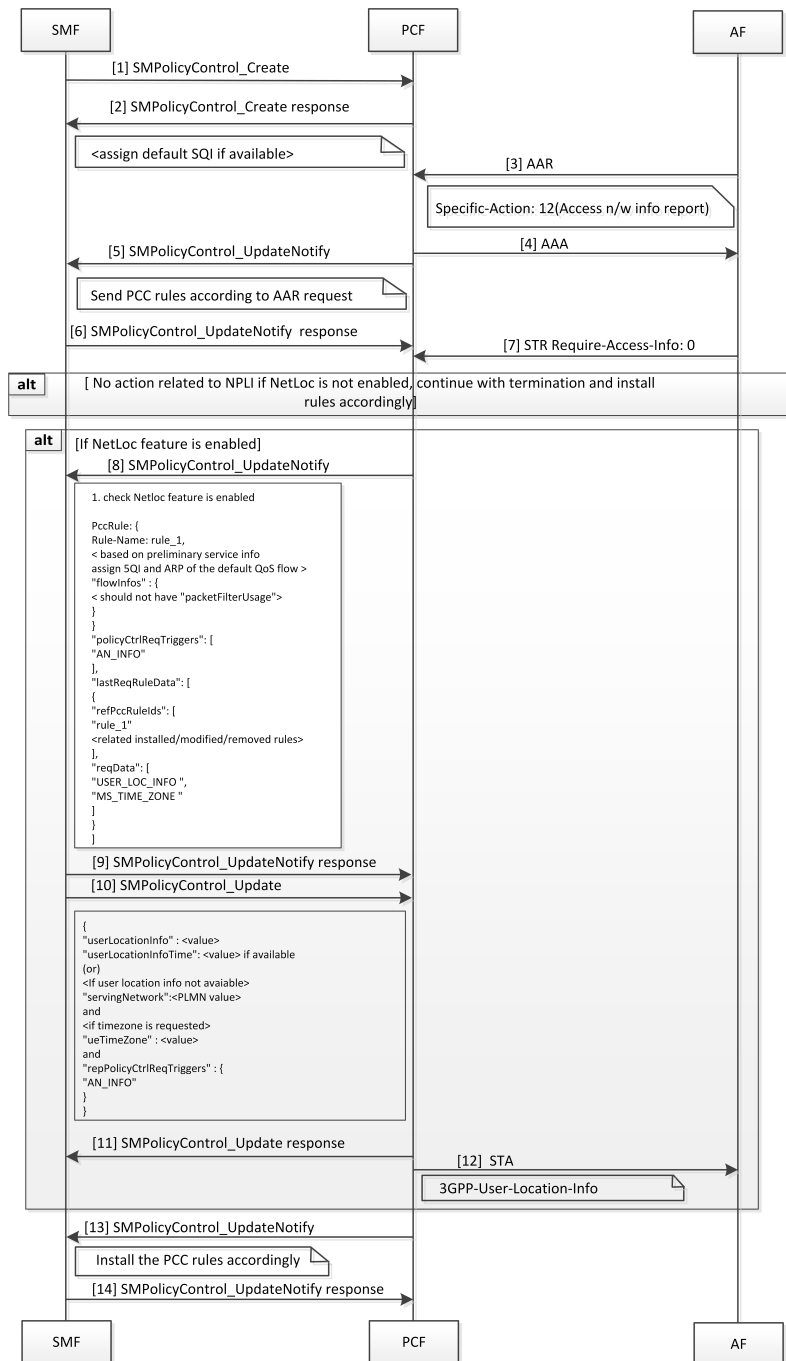 SMF
PCF
AF
[1] SMPolicyControl_Create
[2] SMPolicyControl_Create response
<assign default SQI if available>
[3] AAR
Specific-Action: 12(Access n/w info report)
[4] AAA
[5] SMPolicyControl_UpdateNotify
Send PCC rules according to AAR request
[6] SMPolicyControl_UpdateNotify  response
[7] STR Require-Access-Info: 0
alt
[ No action related to NPLI if NetLoc is not enabled, continue with termination and install
rules accordingly]
alt
[If NetLoc feature is enabled]
[8] SMPolicyControl_UpdateNotify
1. check Netloc feature is enabled
PccRule: {
Rule-Name: rule_1,
< based on preliminary service info
assign 5QI and ARP of the default QoS flow >
"flowInfos" : {
< should not have "packetFilterUsage">
}
}
"policyCtrlReqTriggers": [
"AN_INFO"
],
"lastReqRuleData": [
{
"refPccRuleIds": [
"rule_1"
<related installed/modified/removed rules>
],
"reqData": [
"USER_LOC_INFO ",
"MS_TIME_ZONE "
]
}
]
[9] SMPolicyControl_UpdateNotify response
[10] SMPolicyControl_Update
{
"userLocationInfo" : <value>
"userLocationInfoTime": <value> if available
(or)
<If user location info not avaiable>
"servingNetwork":<PLMN value>
and
<if timezone is requested>
"ueTimeZone" : <value>
and
"repPolicyCtrlReqTriggers" : {
"AN_INFO"
}
}
[11] SMPolicyControl_Update response
[12]  STA
3GPP-User-Location-Info
[13] SMPolicyControl_UpdateNotify
Install the PCC rules accordingly
[14] SMPolicyControl_UpdateNotify response
SMF
PCF
AF